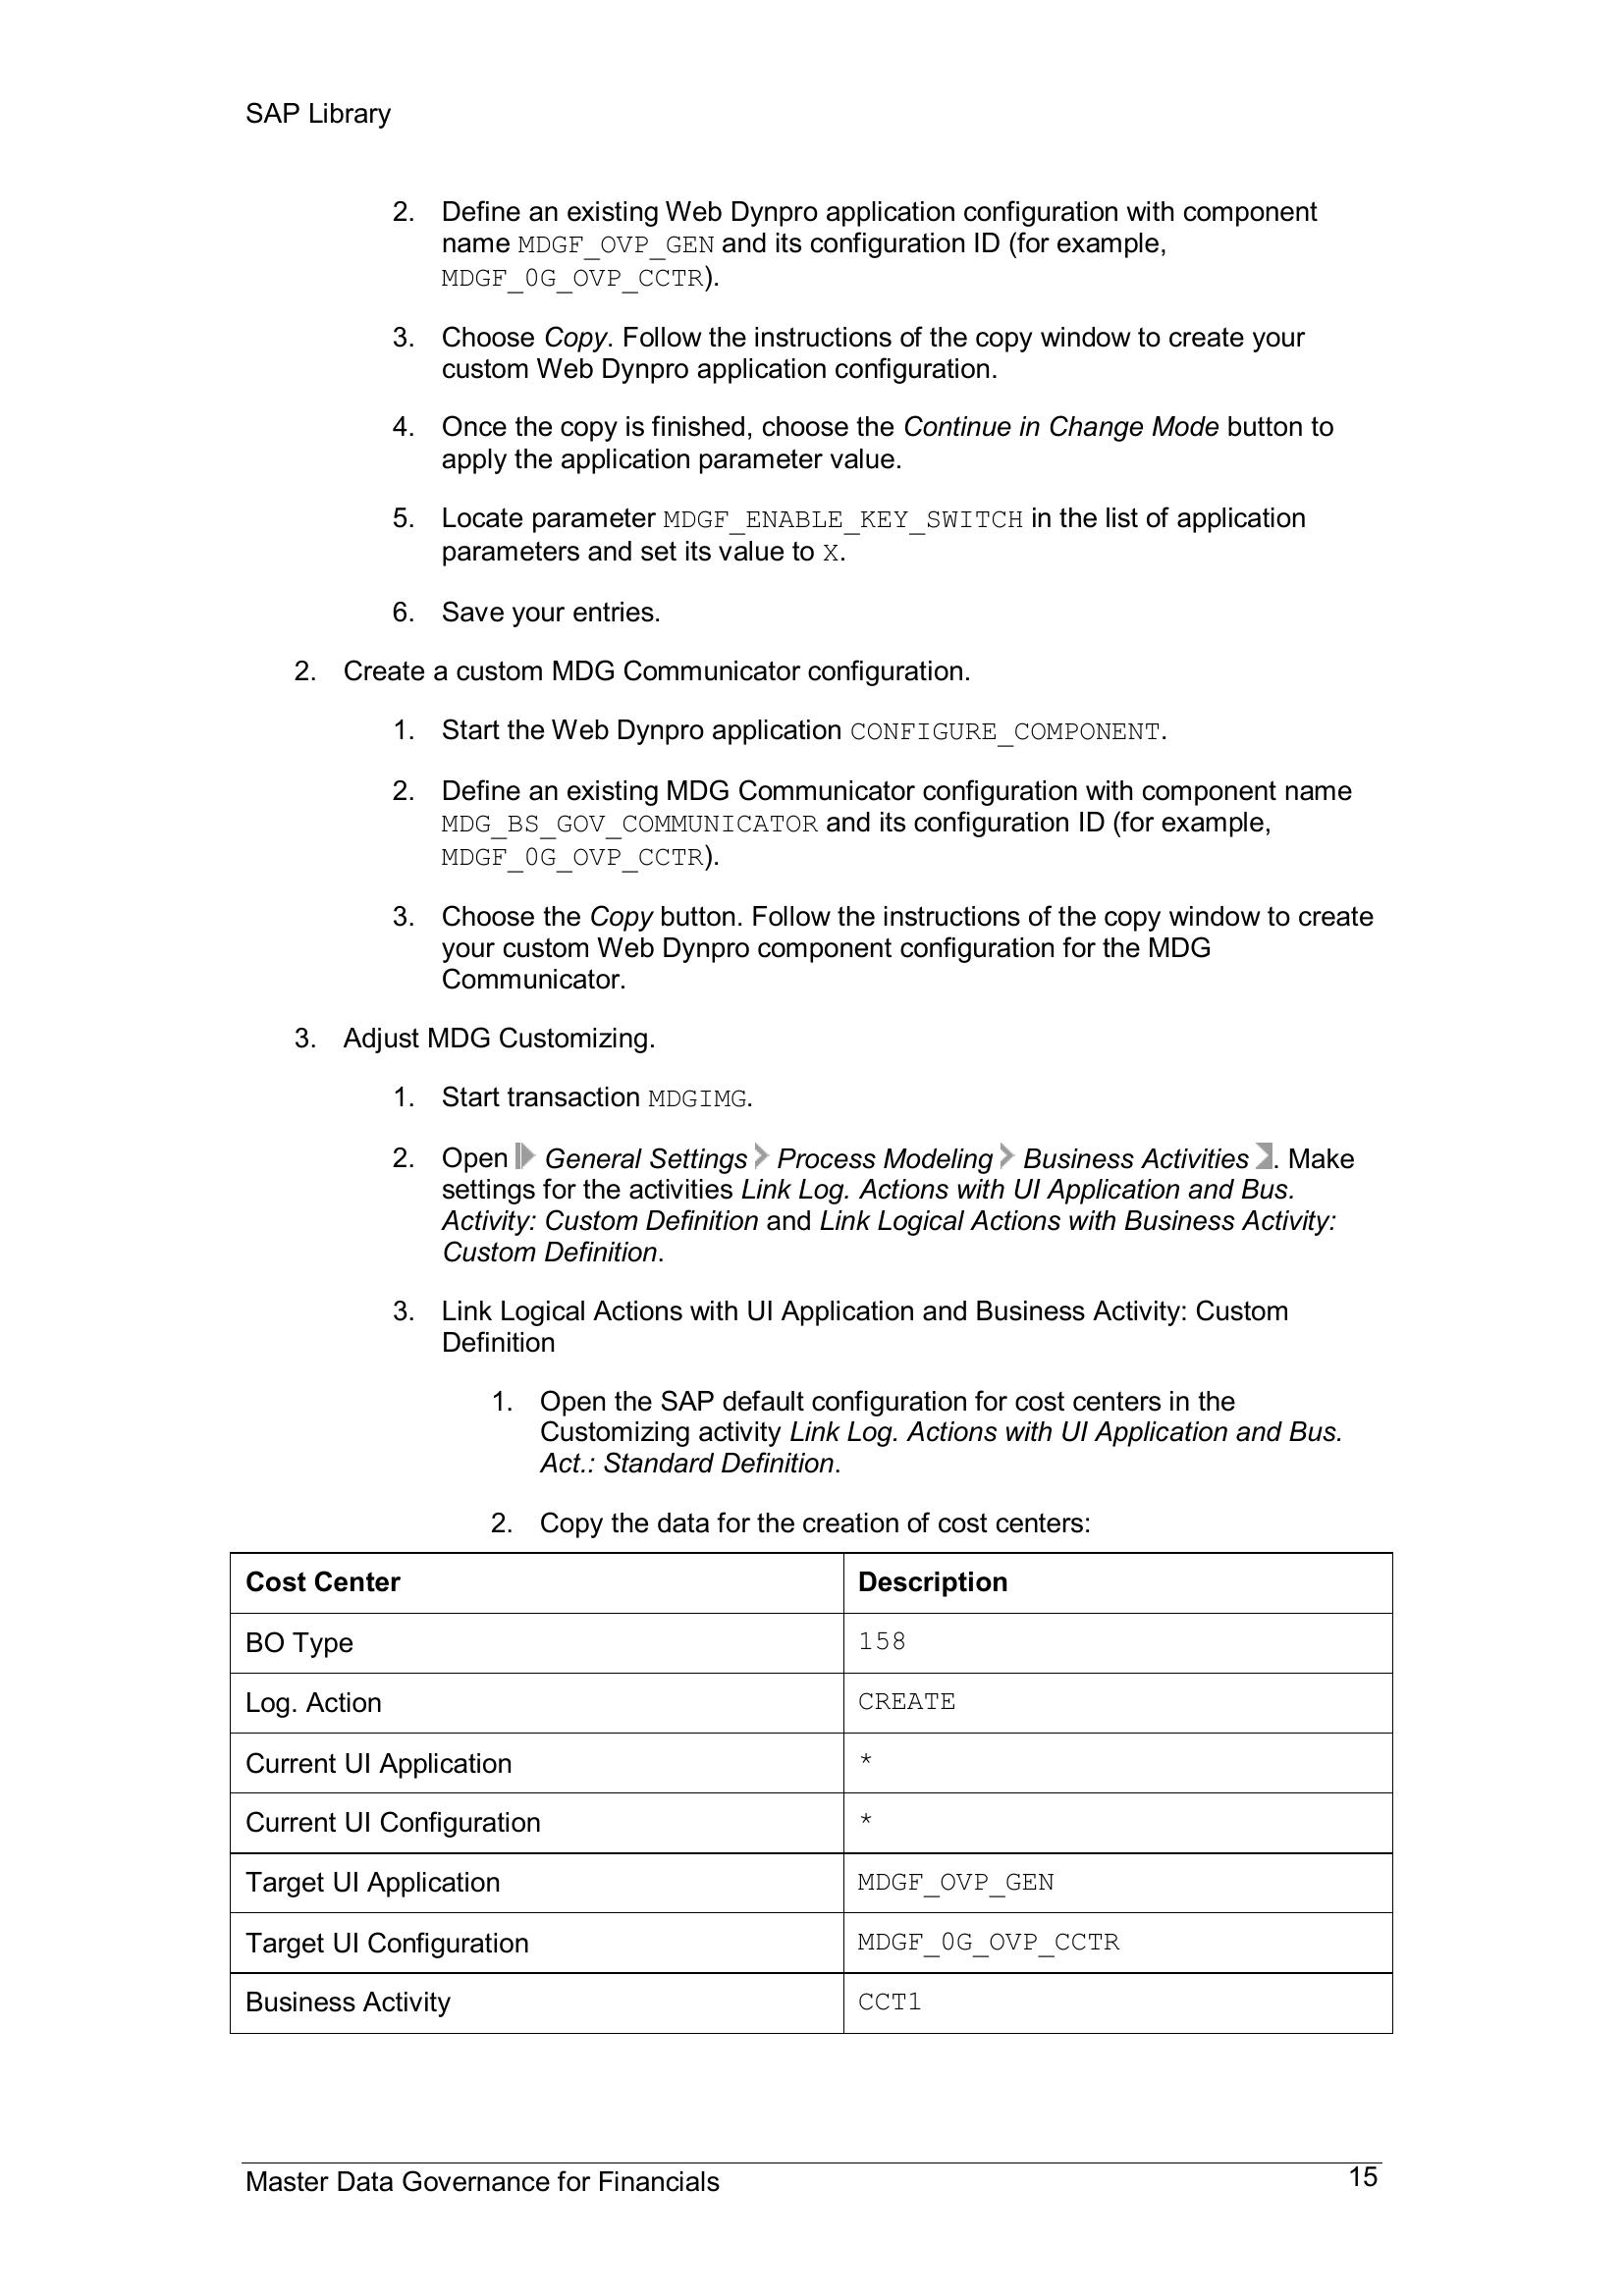 SAP Library
2. Define an existing Web Dynpro application configuration with component
name MDGF_OVP_GEN and its configuration ID (for example,
MDGF_0G_OVP_CCTR).
3. Choose Copy. Follow the instructions of the copy window to create your
custom Web Dynpro application configuration.
4. Once the copy is finished, choose the Continue in Change Mode button to
apply the application parameter value.
5. Locate parameter MDGF_ENABLE_KEY_SWITCH in the list of application
parameters and set its value to X.
6. Save your entries.
2. Create a custom MDG Communicator configuration.
1. Start the Web Dynpro application CONFIGURE_COMPONENT.
2. Define an existing MDG Communicator configuration with component name
MDG_BS_GOV_COMMUNICATOR and its configuration ID (for example,
MDGF_0G_OVP_CCTR).
3. Choose the Copy button. Follow the instructions of the copy window to create
your custom Web Dynpro component configuration for the MDG
Communicator.
3. Adjust MDG Customizing.
1. Start transaction MDGIMG.
2. Open General Settings Process Modeling Business Activities. Make
settings for the activities Link Log. Actions with UI Application and Bus.
Activity: Custom Definition and Link Logical Actions with Business Activity:
Custom Definition.
3. Link Logical Actions with UI Application and Business Activity: Custom
Definition
1. Open the SAP default configuration for cost centers in the
Customizing activity Link Log. Actions with UI Application and Bus.
Act.: Standard Definition.
2. Copy the data for the creation of cost centers:
Cost Center Description
BO Type 158
Log. Action CREATE
Current UI Application *
Current UI Configuration *
Target UI Application MDGF_OVP_GEN
Target UI Configuration MDGF_0G_OVP_CCTR
Business Activity CCT1
Master Data Governance for Financials 15